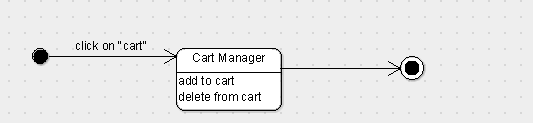 click on "cart"
Cart Manager
add to cart
delete from cart